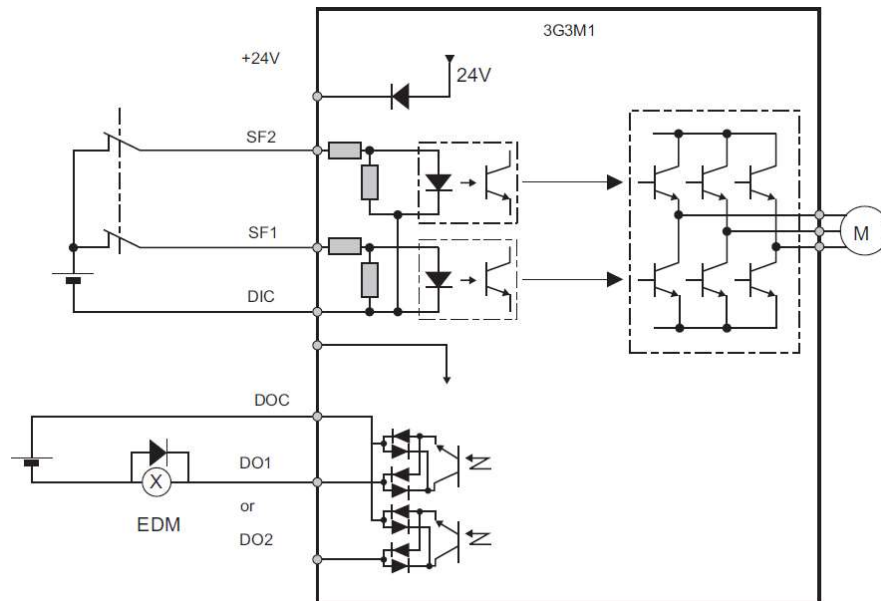 3G3M1
+24V
24V
SF2
SF1
M
DIC
DOC
DO1
X
or
EDM
DO2